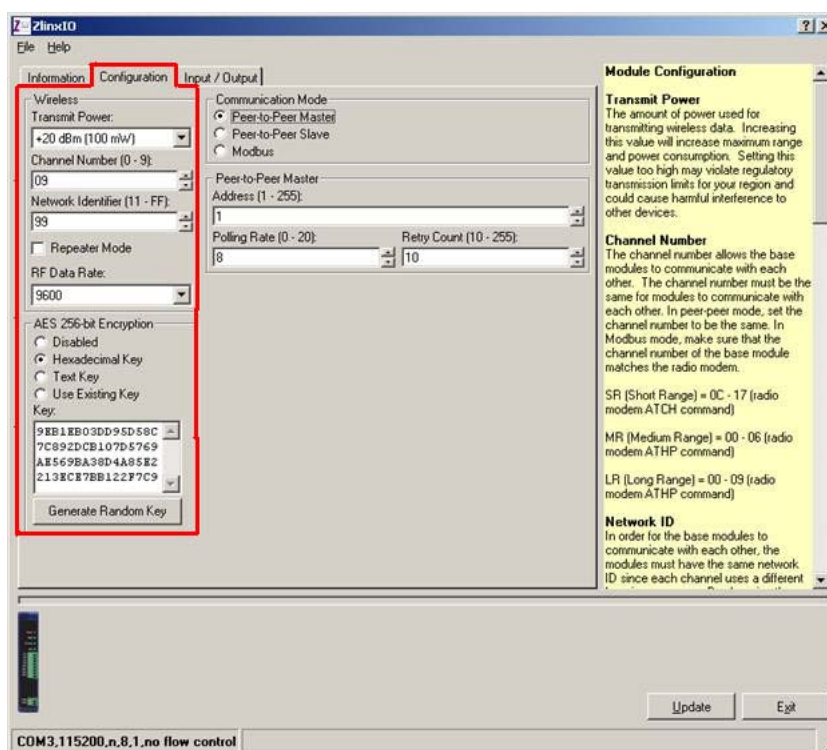 ZlinxIO
File Help
Information Configuration Input / Output
Wireless
Transmit Power:
+20 dBm (100 mW)
Channel Number (0 - 9):
09
Network Identifier (11 - FF):
99
Repeater Mode
RF Data Rate:
9600
AES 256-bit Encryption
Disabled
Hexadecimal Key
Text Key
Use Existing Key
Key:
9EB1EB03DD95D58C
7C892DCB107D5769
AE569BA38D4A85E2
213ECE7BB122F7C9
Generate Random Key
Communication Mode
Peer-to-Peer Master
Peer-to-Peer Slave
Modbus
Peer-to-Peer Master
Address (1 - 255):
1
Polling Rate (0 - 20): Retry Count (10 - 255):
8 10
Module Configuration
Transmit Power
The amount of power used for
transmitting wireless data. Increasing
this value will increase maximum range
and power consumption. Setting this
value too high may violate regulatory
transmission limits for your region and
could cause harmful interference to
other devices.
Channel Number
The channel number allows the base
modules to communicate with each
other. The channel number must be the
same for modules to communicate with
each other. In peer-peer mode, set the
channel number to be the same. In
Modbus mode, make sure that the
channel number of the base module
matches the radio modem.
SR (Short Range) = 0C - 17 (radio
modem ATCH command)
MR (Medium Range) = 00 - 06 (radio
modem ATHP command)
LR (Long Range) = 00 - 09 (radio
modem ATHP command)
Network ID
In order for the base modules to
communicate with each other, the
modules must have the same network
ID since each channel uses a different
Update Exit
COM3,115200,n,8,1,no flow control